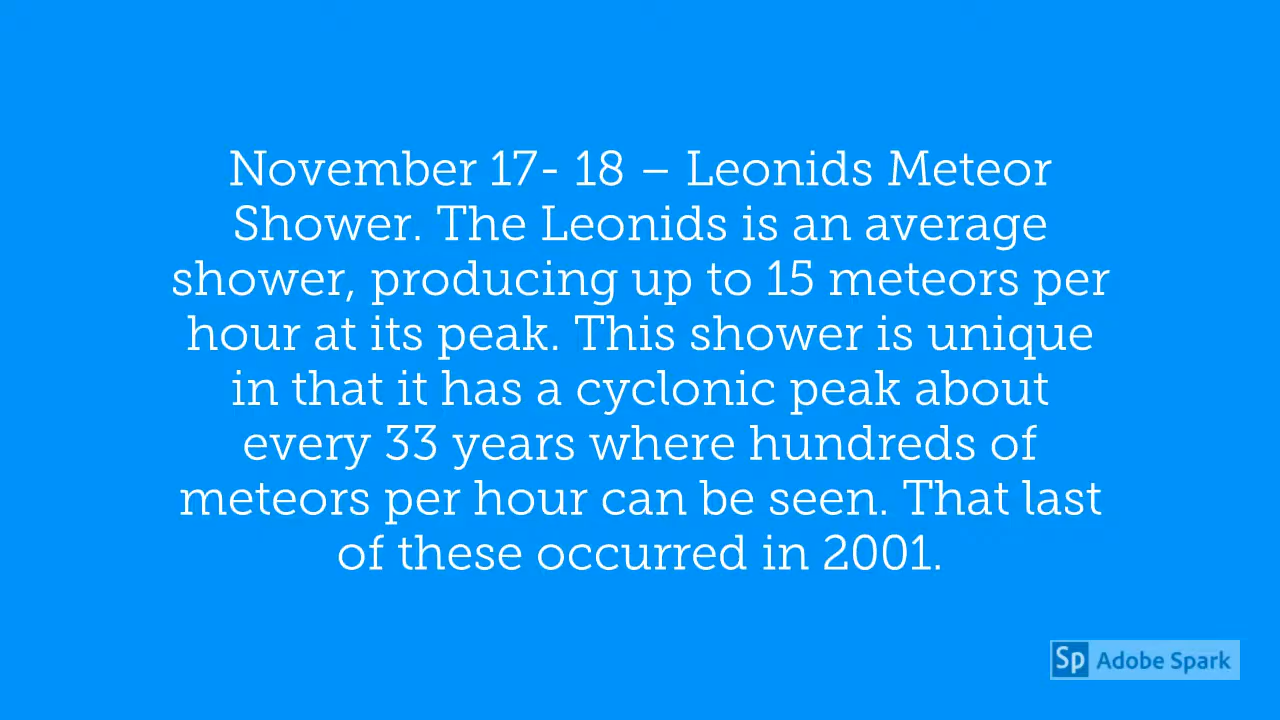 November 17- 18 – Leonids Meteor
Shower. The Leonids is an average
shower, producing up to 15 meteors per
hour at its peak. This shower is unique
in that it has a cyclonic peak about
every 33 years where hundreds of
meteors per hour can be seen. That last
of these occurred in 2001.
Sp Adobe Spark